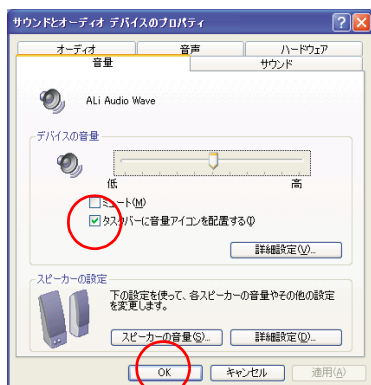 サウンドとオーディオ デバイスのプロパティ
オーディオ 音声 ハードウェア
音量 サウンド
ALi Audio Wave
デバイスの音量
低 高
ミュート(M)
タスクバーに音量アイコンを配置する(I)
詳細設定(V)...
スピーカーの設定
下の設定を使って、各スピーカーの音量やその他の設定
を変更します。
スピーカーの音量(S)... 詳細設定(D)...
OK キャンセル 適用(A)